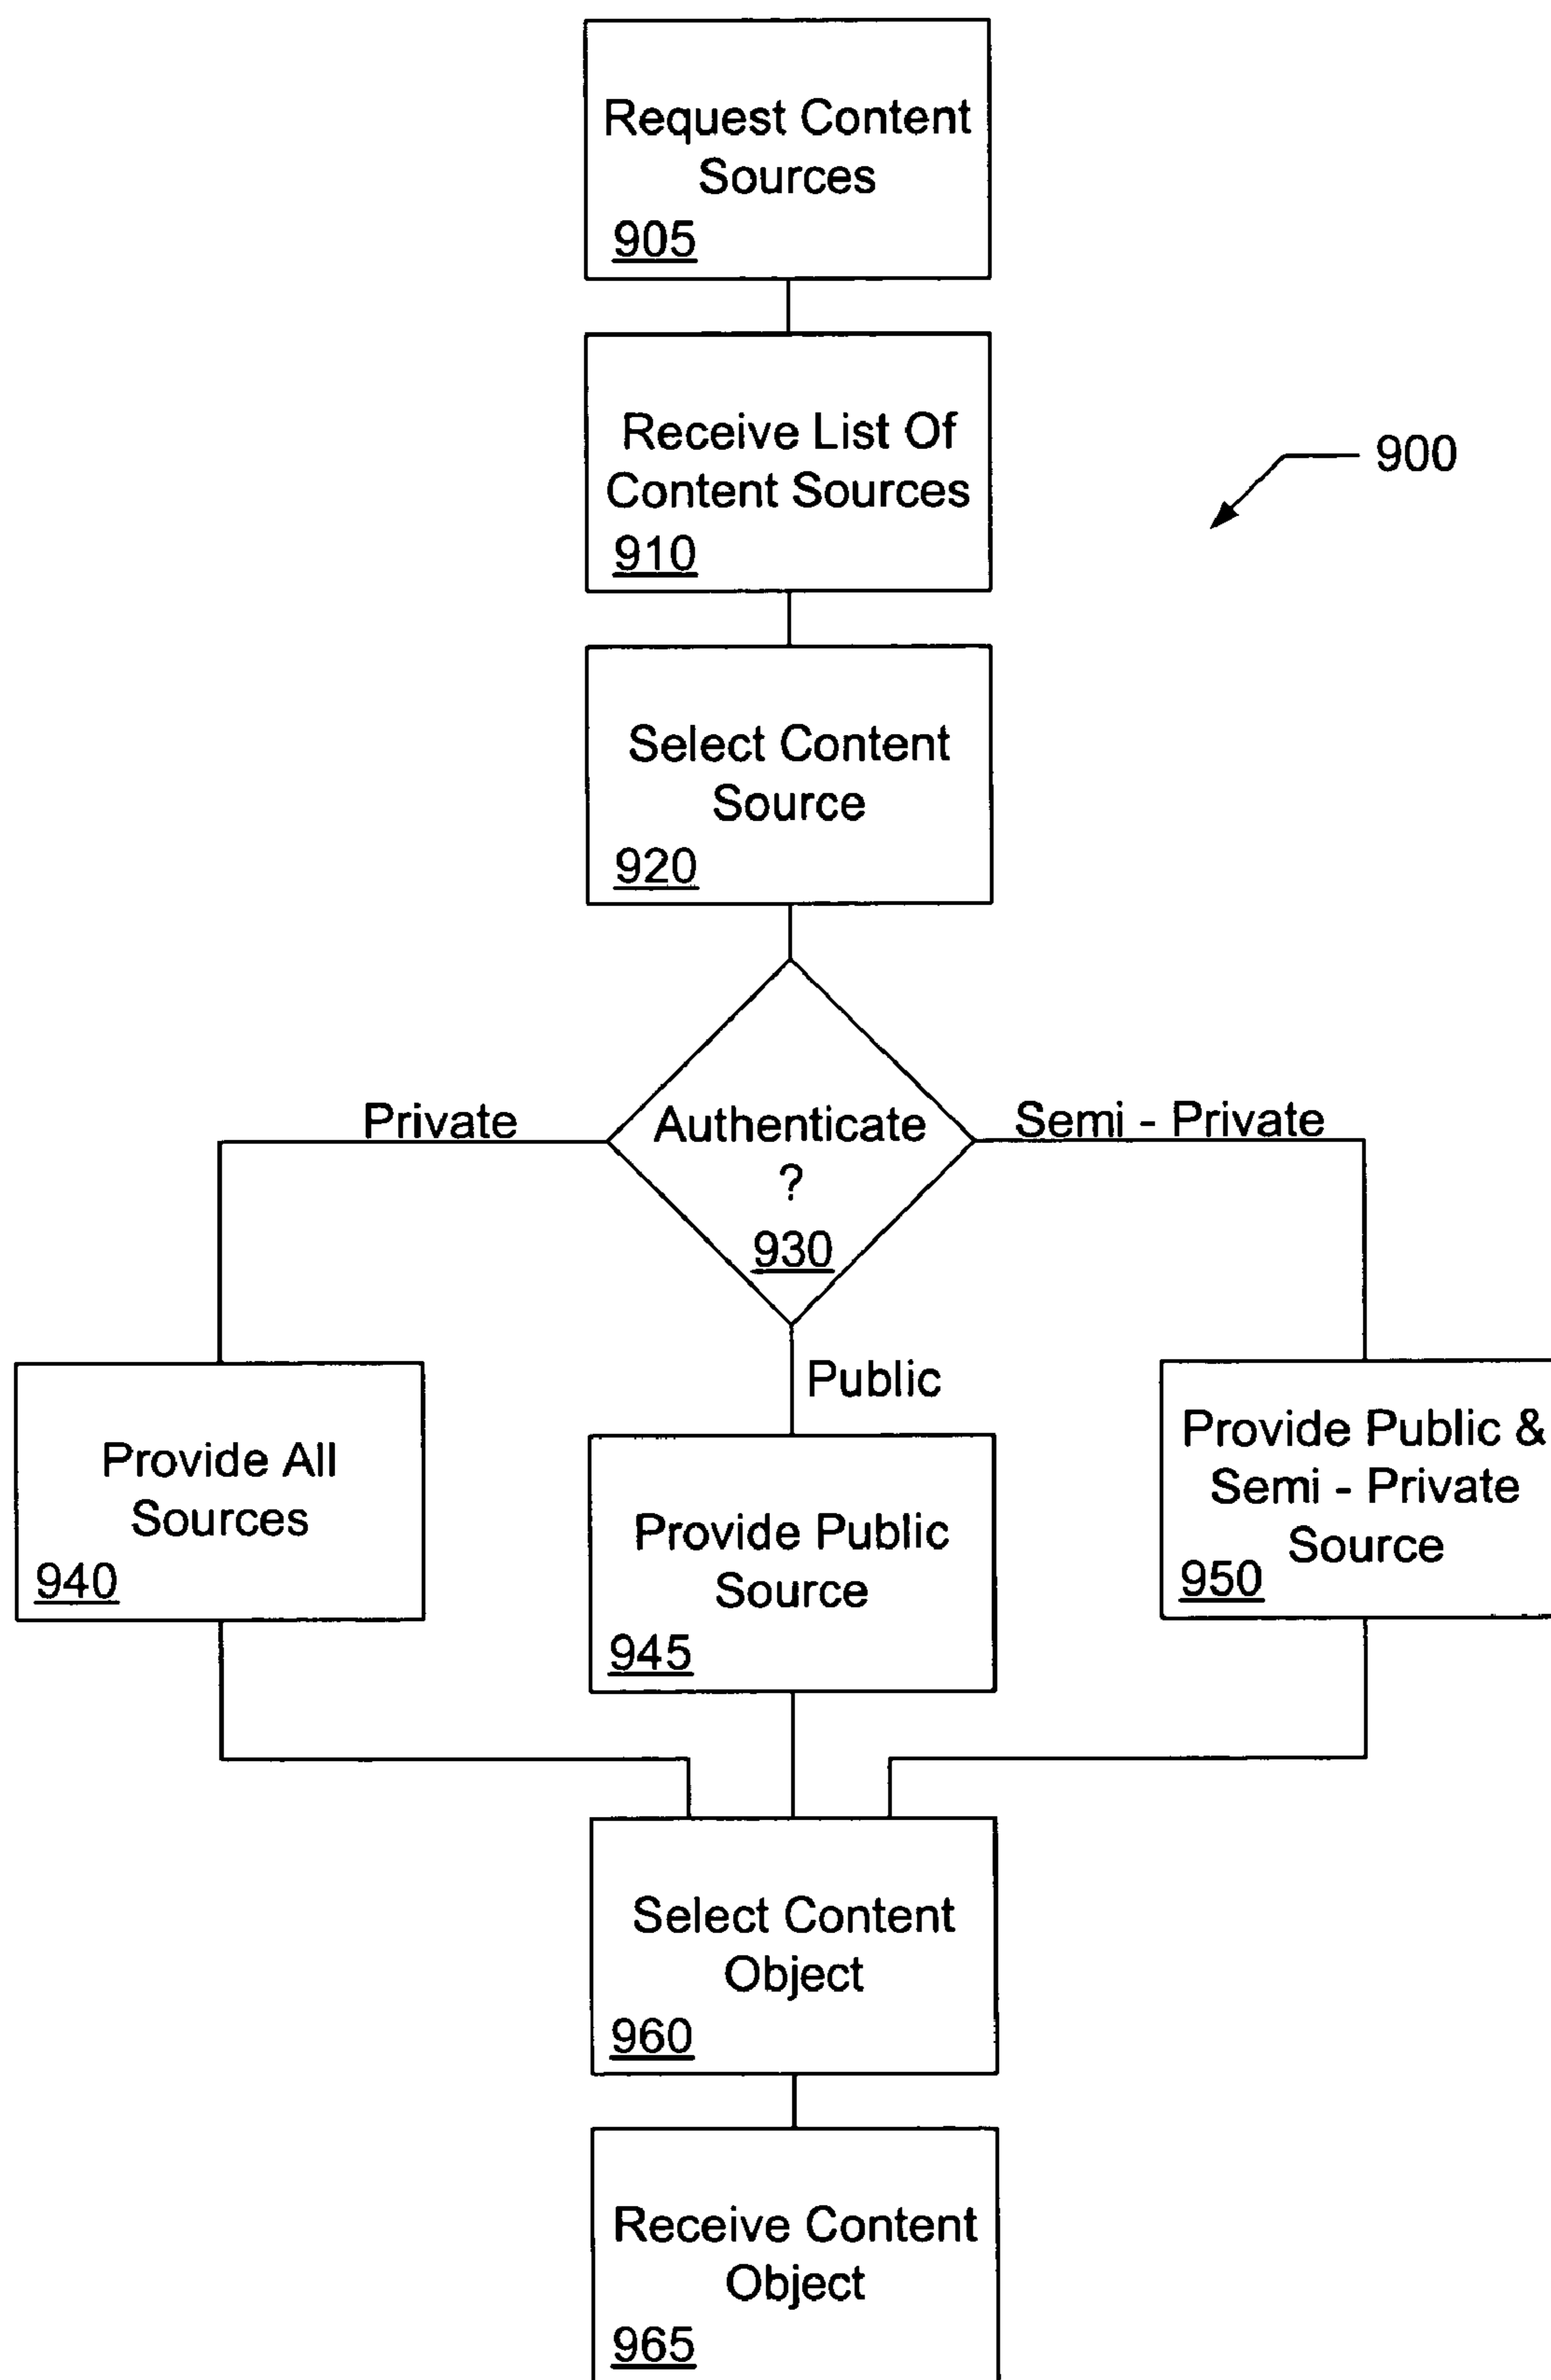 Request Content
Sources
905
Receive List Of
Content Sources
910
900
Select Content
Source
920
Private
Authenticate
?
930
Semi - Private
Public
Provide All
Sources
940
Provide Public
Source
945
Provide Public &
Semi - Private
Source
950
Select Content
Object
960
Receive Content
Object
965